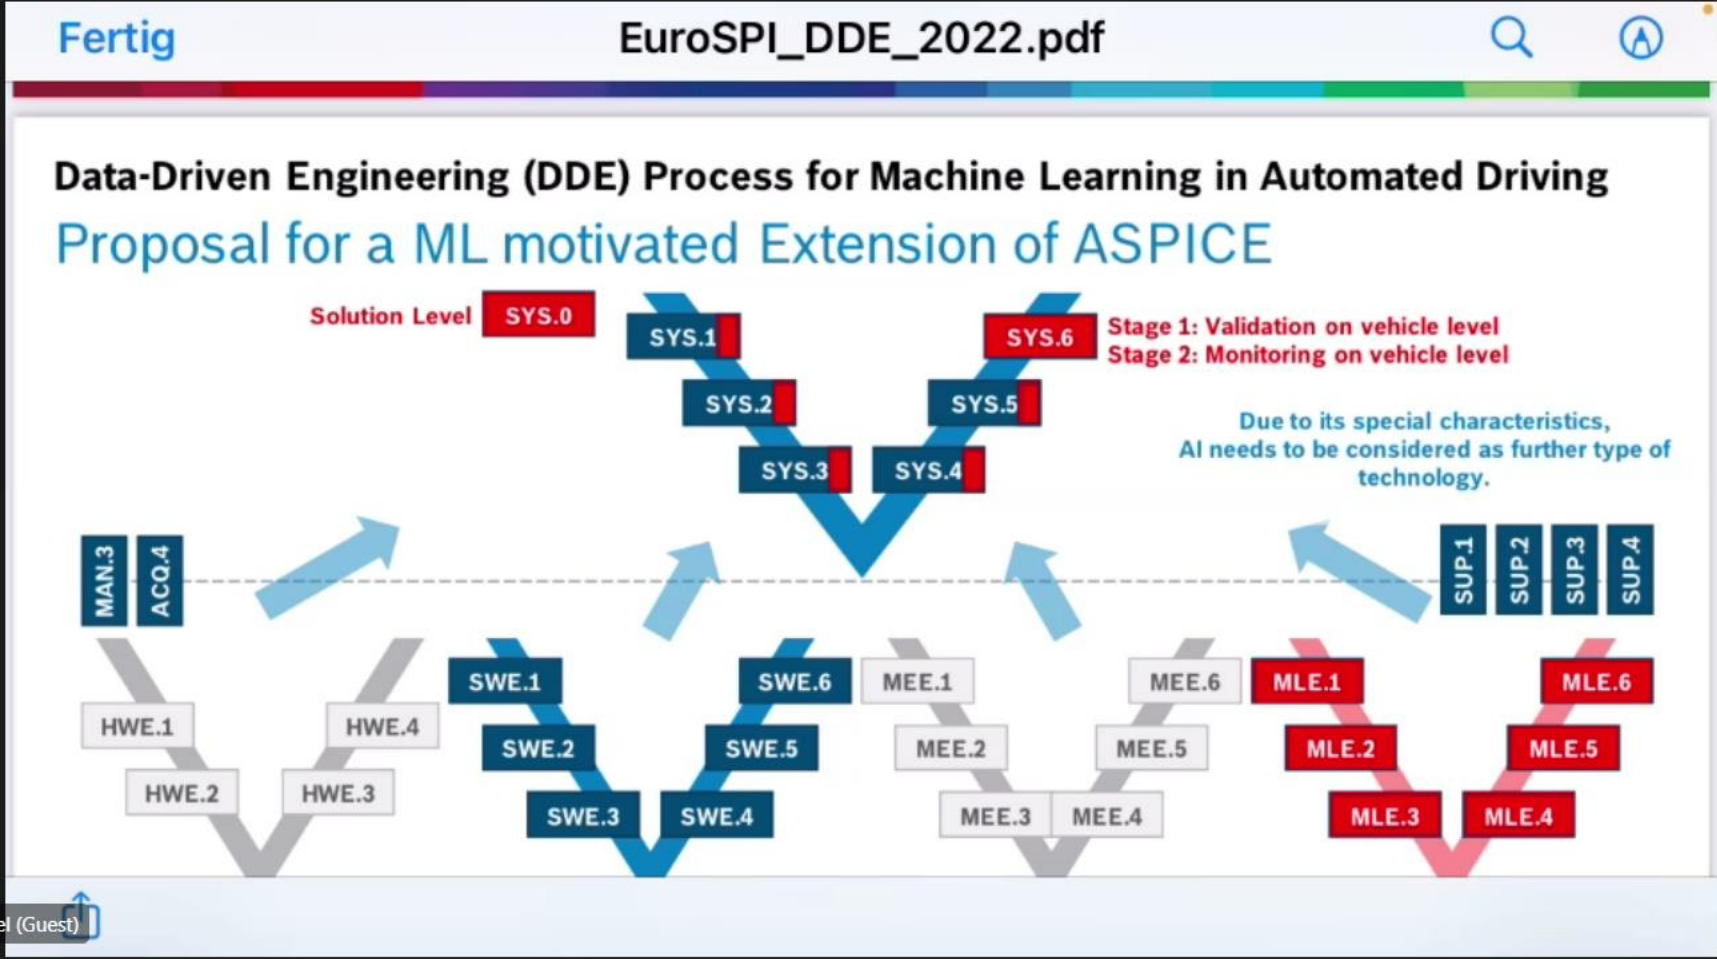 Fertig
EuroSPI_DDE_2022.pdf
Data-Driven Engineering (DDE) Process for Machine Learning in Automated Driving
Proposal for a ML motivated Extension of ASPICE
Solution Level
SYS.0
SYS.1
SYS.6
Stage 1: Validation on vehicle level
Stage 2: Monitoring on vehicle level
SYS.2
SYS.5
Due to its special characteristics,
AI needs to be considered as further type of
technology.
SYS.3
SYS.4
MAN.3
ACQ.4
SUP.1
SUP.2
SUP.3
SUP.4
HWE.1
HWE.4
HWE.2
HWE.3
SWE.1
SWE.6
SWE.2
SWE.5
SWE.3
SWE.4
MEE.1
MEE.6
MEE.2
MEE.5
MEE.3
MEE.4
MLE.1
MLE.6
MLE.2
MLE.5
MLE.3
MLE.4
el (Guest)